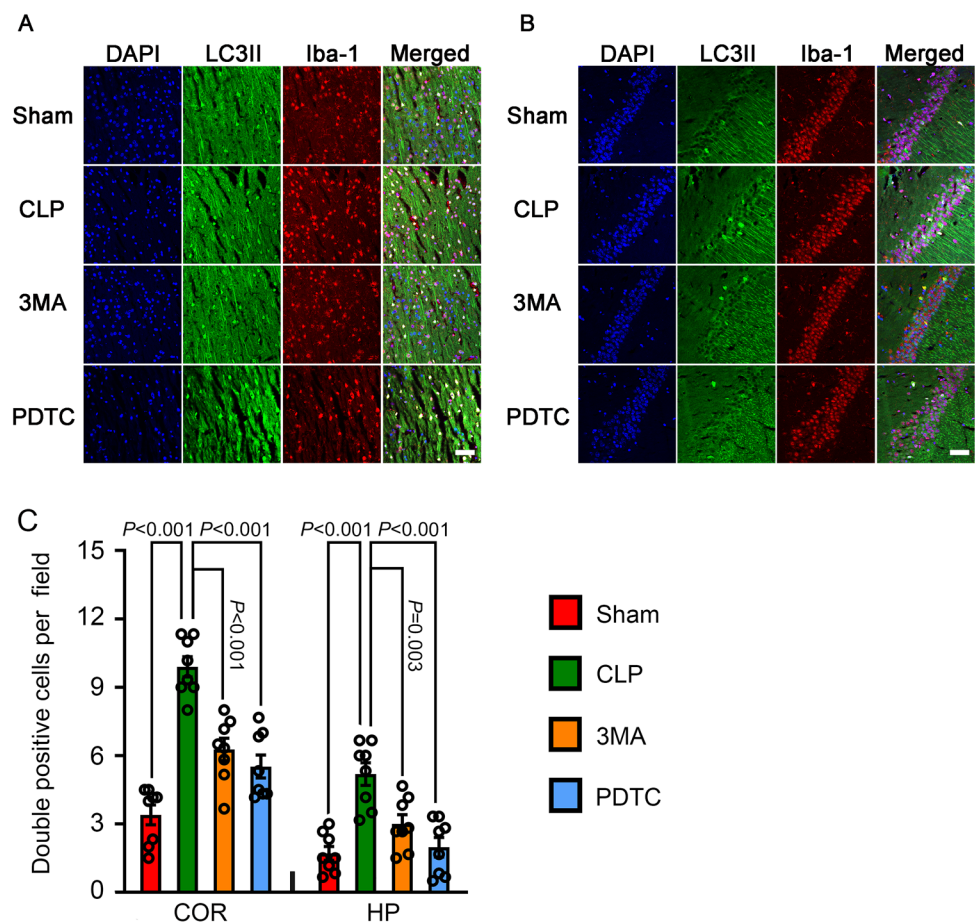 A
DAPI LC3II Iba-1 Merged
Sham
CLP
3MA
PDTC
B
DAPI LC3II Iba-1 Merged
Sham
CLP
3MA
PDTC
C
Double positive cells per field
15
12
9
6
3
0
P<0.001 P<0.001
P<0.001
P<0.001 P<0.001
P=0.003
COR HP
Sham
CLP
3MA
PDTC